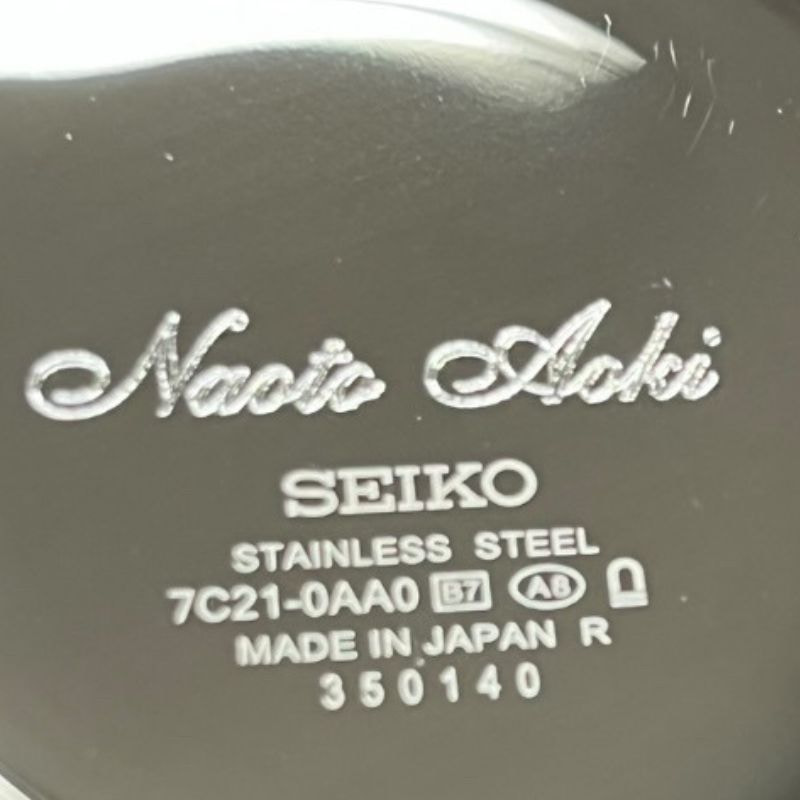 Naoto Aoki
SEIKO
STAINLESS STEEL
7C21-0AA0 B7 A8 D
MADE IN JAPAN R
350140